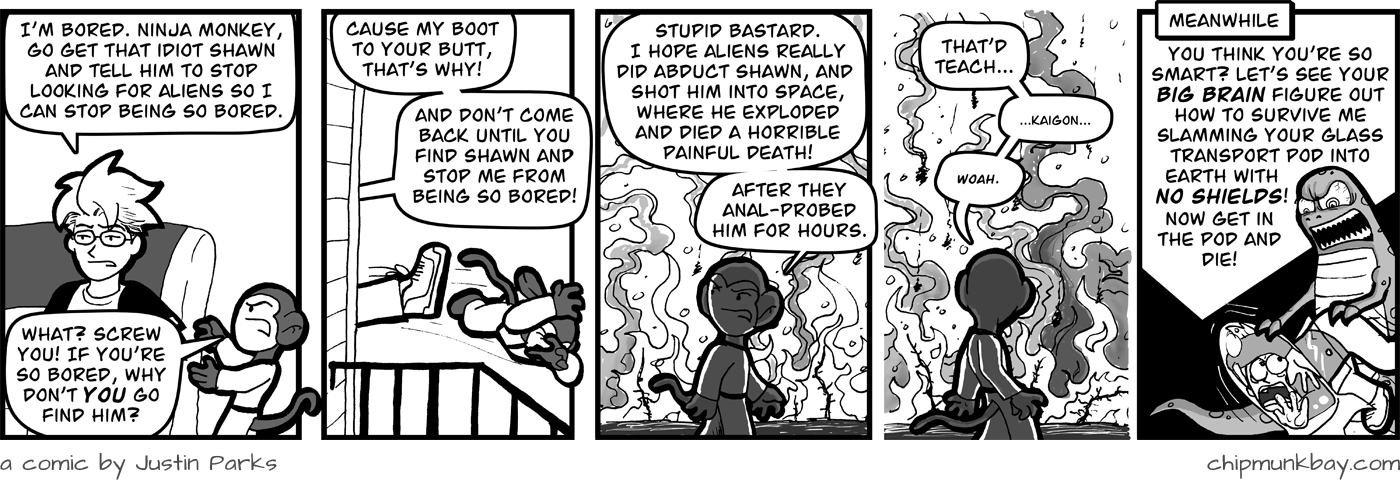 I'M BORED. NINJA MONKEY,
GO GET THAT IDIOT SHAWN
AND TELL HIM TO STOP
LOOKING FOR ALIENS SO I
CAN STOP BEING SO BORED.
WHAT? SCREW
YOU! IF YOU'RE
SO BORED, WHY
DON'T YOU GO
FIND HIM?
CAUSE MY BOOT
TO YOUR BUTT,
THAT'S WHY!
AND DON'T COME
BACK UNTIL YOU
FIND SHAWN AND
STOP ME FROM
BEING SO BORED!
STUPID BASTARD.
I HOPE ALIENS REALLY
DID ABDUCT SHAWN, AND
SHOT HIM INTO SPACE,
WHERE HE EXPLODED
AND DIED A HORRIBLE
PAINFUL DEATH!
AFTER THEY
ANAL-PROBED
HIM FOR HOURS.
THAT'D
TEACH...
...KAIGON...
WOAH.
MEANWHILE
YOU THINK YOU'RE SO
SMART? LET'S SEE YOUR
BIG BRAIN FIGURE OUT
HOW TO SURVIVE ME
SLAMMING YOUR GLASS
TRANSPORT POD INTO
EARTH WITH
NO SHIELDS!
NOW GET IN
THE POD AND
DIE!
a comic by Justin Parks
chipmunkbay.com